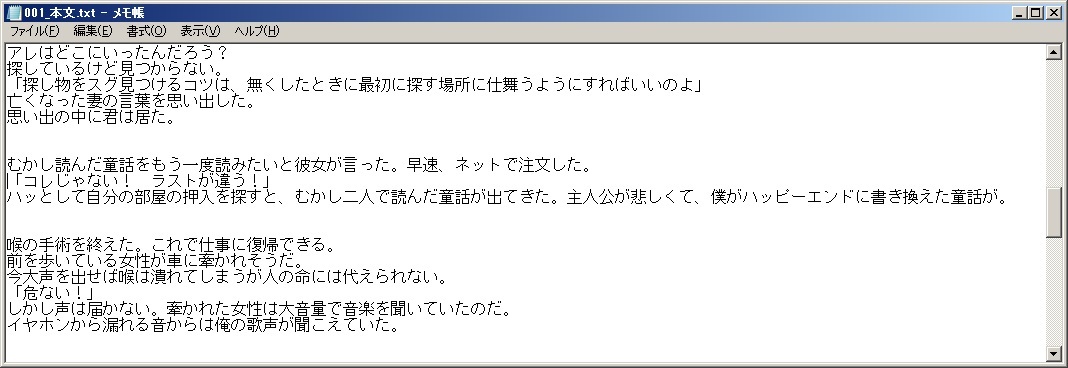 001_本文.txt - メモ帳
ファイル(F) 編集(E) 書式(O) 表示(V) ヘルプ(H)
アレはどこにいったんだろう？
探しているけど見つからない。
「探し物をスグ見つけるコツは、無くしたときに最初に探す場所に仕舞うようにすればいいのよ」
亡くなった妻の言葉を思い出した。
思い出の中に君は居た。
むかし読んだ童話をもう一度読みたいと彼女が言った。早速、ネットで注文した。
「コレじゃない！　ラストが違う！」
ハッとして自分の部屋の押入を探すと、むかし二人で読んだ童話が出てきた。主人公が悲しくて、僕がハッピーエンドに書き換えた童話が。
喉の手術を終えた。これで仕事に復帰できる。
前を歩いている女性が車に牽かれそうだ。
今大声を出せば喉は潰れてしまうが人の命には代えられない。
「危ない！」
しかし声は届かない。牽かれた女性は大音量で音楽を聞いていたのだ。
イヤホンから漏れる音からは俺の歌声が聞こえていた。